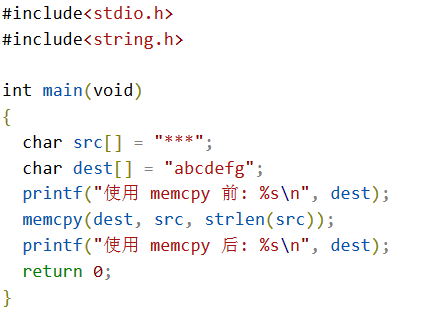 #include<stdio.h>
#include<string.h>

int main(void)
{
  char src[] = "***";
  char dest[] = "abcdefg";
  printf("使用 memcpy 前: %s\n", dest);
  memcpy(dest, src, strlen(src));
  printf("使用 memcpy 后: %s\n", dest);
  return 0;
}